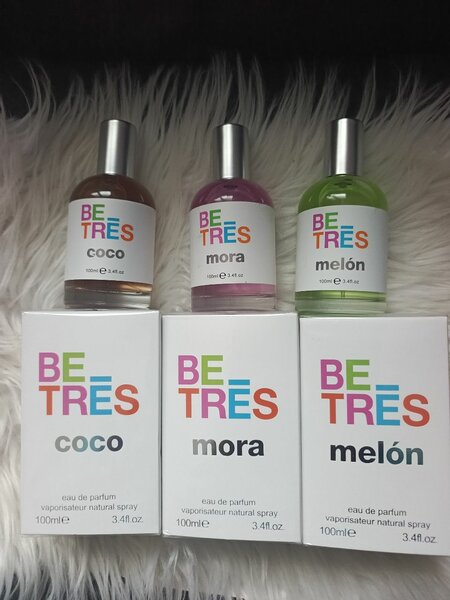 BE
TRĒS
coco
100ml e 3.4fl.oz
BE
TRĒS
mora
100ml e 3.4fl.oz
BE
TRĒS
melón
100ml e 3.4fl.oz
BE
TRĒS
coco
eau de parfum
vaporisateur natural spray
100ml e 3.4fl.oz.
BE
TRĒS
mora
eau de parfum
vaporisateur natural spray
100ml e 3.4fl.oz.
BE
TRĒS
melón
eau de parfum
vaporisateur natural spray
100ml e 3.4fl.oz.